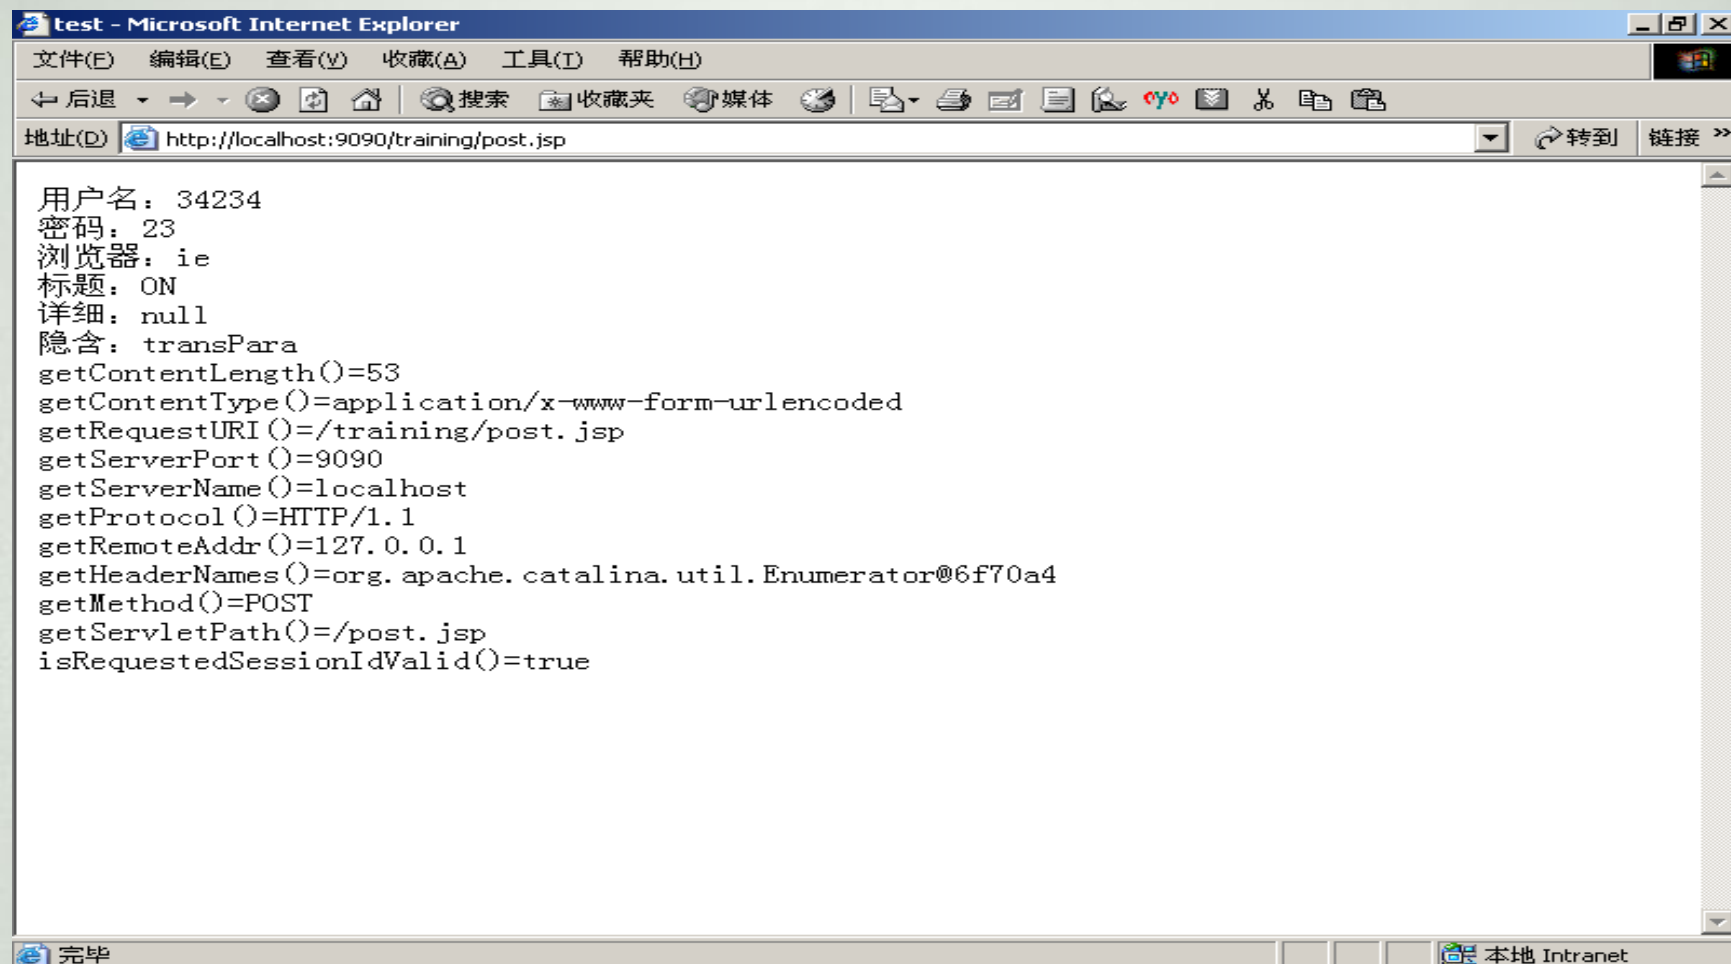 test - Microsoft Internet Explorer
文件(F) 编辑(E) 查看(V) 收藏(A) 工具(T) 帮助(H)
后退 搜索 收藏夹 媒体
地址(D) http://localhost:9090/training/post.jsp 转到 链接 »
用户名：34234
密码：23
浏览器：ie
标题：ON
详细：null
隐含：transPara
getContentLength()=53
getContentType()=application/x-www-form-urlencoded
getRequestURI()=/training/post.jsp
getServerPort()=9090
getServerName()=localhost
getProtocol()=HTTP/1.1
getRemoteAddr()=127.0.0.1
getHeaderNames()=org.apache.catalina.util.Enumerator@6f70a4
getMethod()=POST
getServletPath()=/post.jsp
isRequestedSessionIdValid()=true
完毕 本地 Intranet